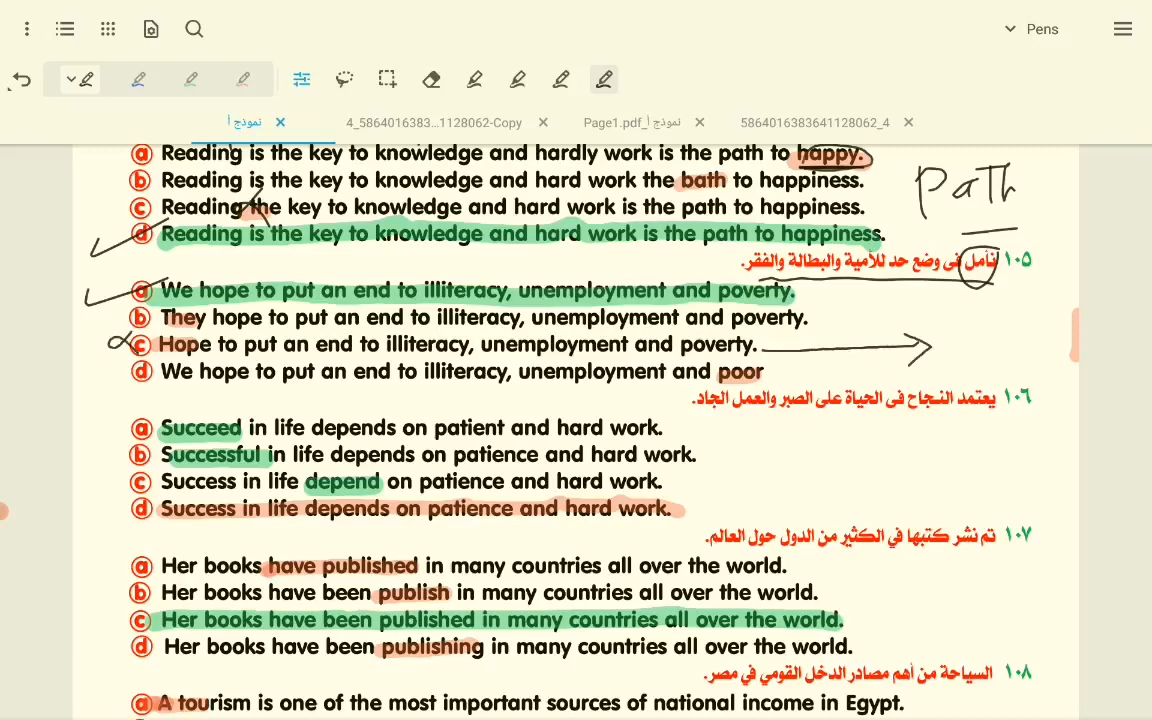 Pens
نموذج أ
4_5864016383...1128062-Copy
Page1.pdf_نموذج أ
5864016383641128062_4
a Reading is the key to knowledge and hardly work is the path to happy.
b Reading is the key to knowledge and hard work the path to happiness.
Path
c Reading the key to knowledge and hard work is the path to happiness.
d Reading is the key to knowledge and hard work is the path to happiness.
١٠٥ نأمل في وضع حد للأمية والبطالة والفقر.
a We hope to put an end to illiteracy, unemployment and poverty.
b They hope to put an end to illiteracy, unemployment and poverty.
c Hope to put an end to illiteracy, unemployment and poverty.
d We hope to put an end to illiteracy, unemployment and poor
١٠٦ يعتمد النجاح فى الحياة على الصبر والعمل الجاد.
a Succeed in life depends on patient and hard work.
b Successful in life depends on patience and hard work.
c Success in life depend on patience and hard work.
d Success in life depends on patience and hard work.
١٠٧ تم نشر كتبها في الكثير من الدول حول العالم.
a Her books have published in many countries all over the world.
b Her books have been publish in many countries all over the world.
c Her books have been published in many countries all over the world.
d Her books have been publishing in many countries all over the world.
١٠٨ السياحة من أهم مصادر الدخل القومي في مصر.
a A tourism is one of the most important sources of national income in Egypt.